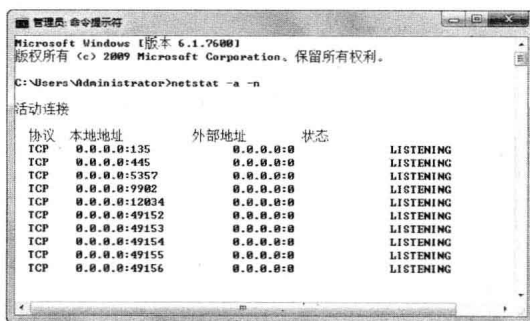 管理员: 命令提示符
Microsoft Windows [版本 6.1.7600]
版权所有 (c) 2009 Microsoft Corporation。保留所有权利。
C:\Users\Administrator>netstat -a -n
活动连接
协议 本地地址 外部地址 状态
TCP 0.0.0.0:135 0.0.0.0:0 LISTENING
TCP 0.0.0.0:445 0.0.0.0:0 LISTENING
TCP 0.0.0.0:5357 0.0.0.0:0 LISTENING
TCP 0.0.0.0:9902 0.0.0.0:0 LISTENING
TCP 0.0.0.0:12034 0.0.0.0:0 LISTENING
TCP 0.0.0.0:49152 0.0.0.0:0 LISTENING
TCP 0.0.0.0:49153 0.0.0.0:0 LISTENING
TCP 0.0.0.0:49154 0.0.0.0:0 LISTENING
TCP 0.0.0.0:49155 0.0.0.0:0 LISTENING
TCP 0.0.0.0:49156 0.0.0.0:0 LISTENING